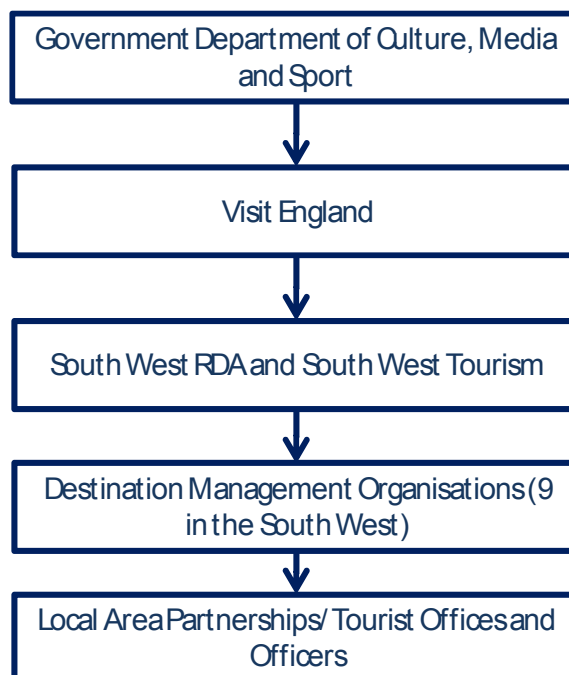 Government Department of Culture, Media
and Sport
Visit England
South West RDA and South West Tourism
Destination Management Organisations (9
in the South West)
Local Area Partnerships/ Tourist Offices and
Officers